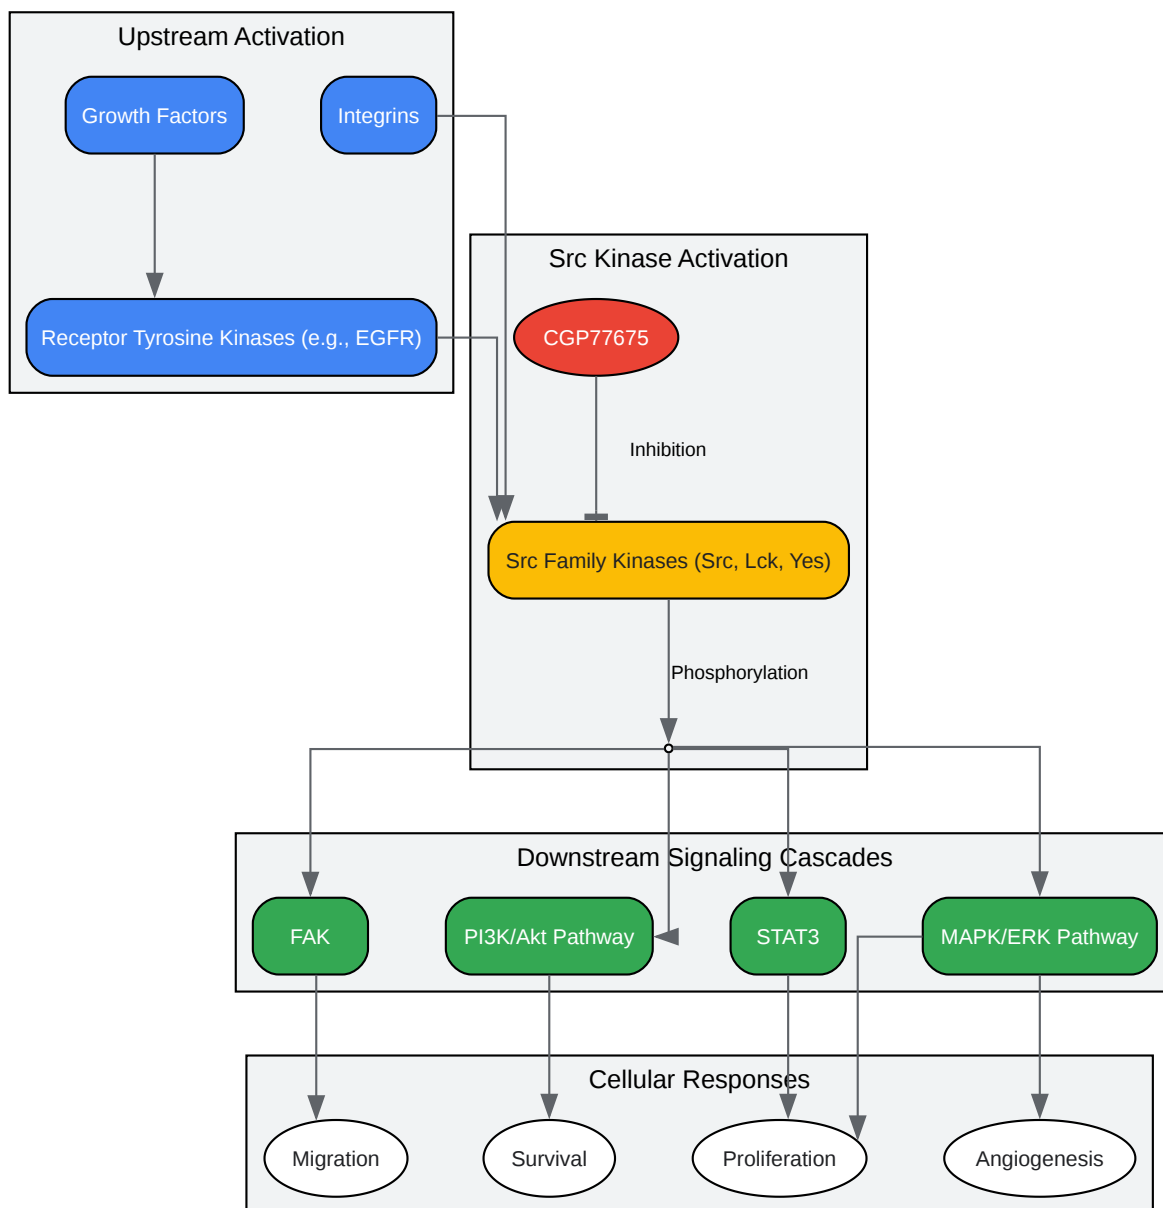 Upstream Activation
Growth Factors
Integrins
Receptor Tyrosine Kinases (e.g., EGFR)
Src Kinase Activation
CGP77675
Inhibition
Src Family Kinases (Src, Lck, Yes)
Phosphorylation
Downstream Signaling Cascades
FAK
PI3K/Akt Pathway
STAT3
MAPK/ERK Pathway
Cellular Responses
Migration
Survival
Proliferation
Angiogenesis